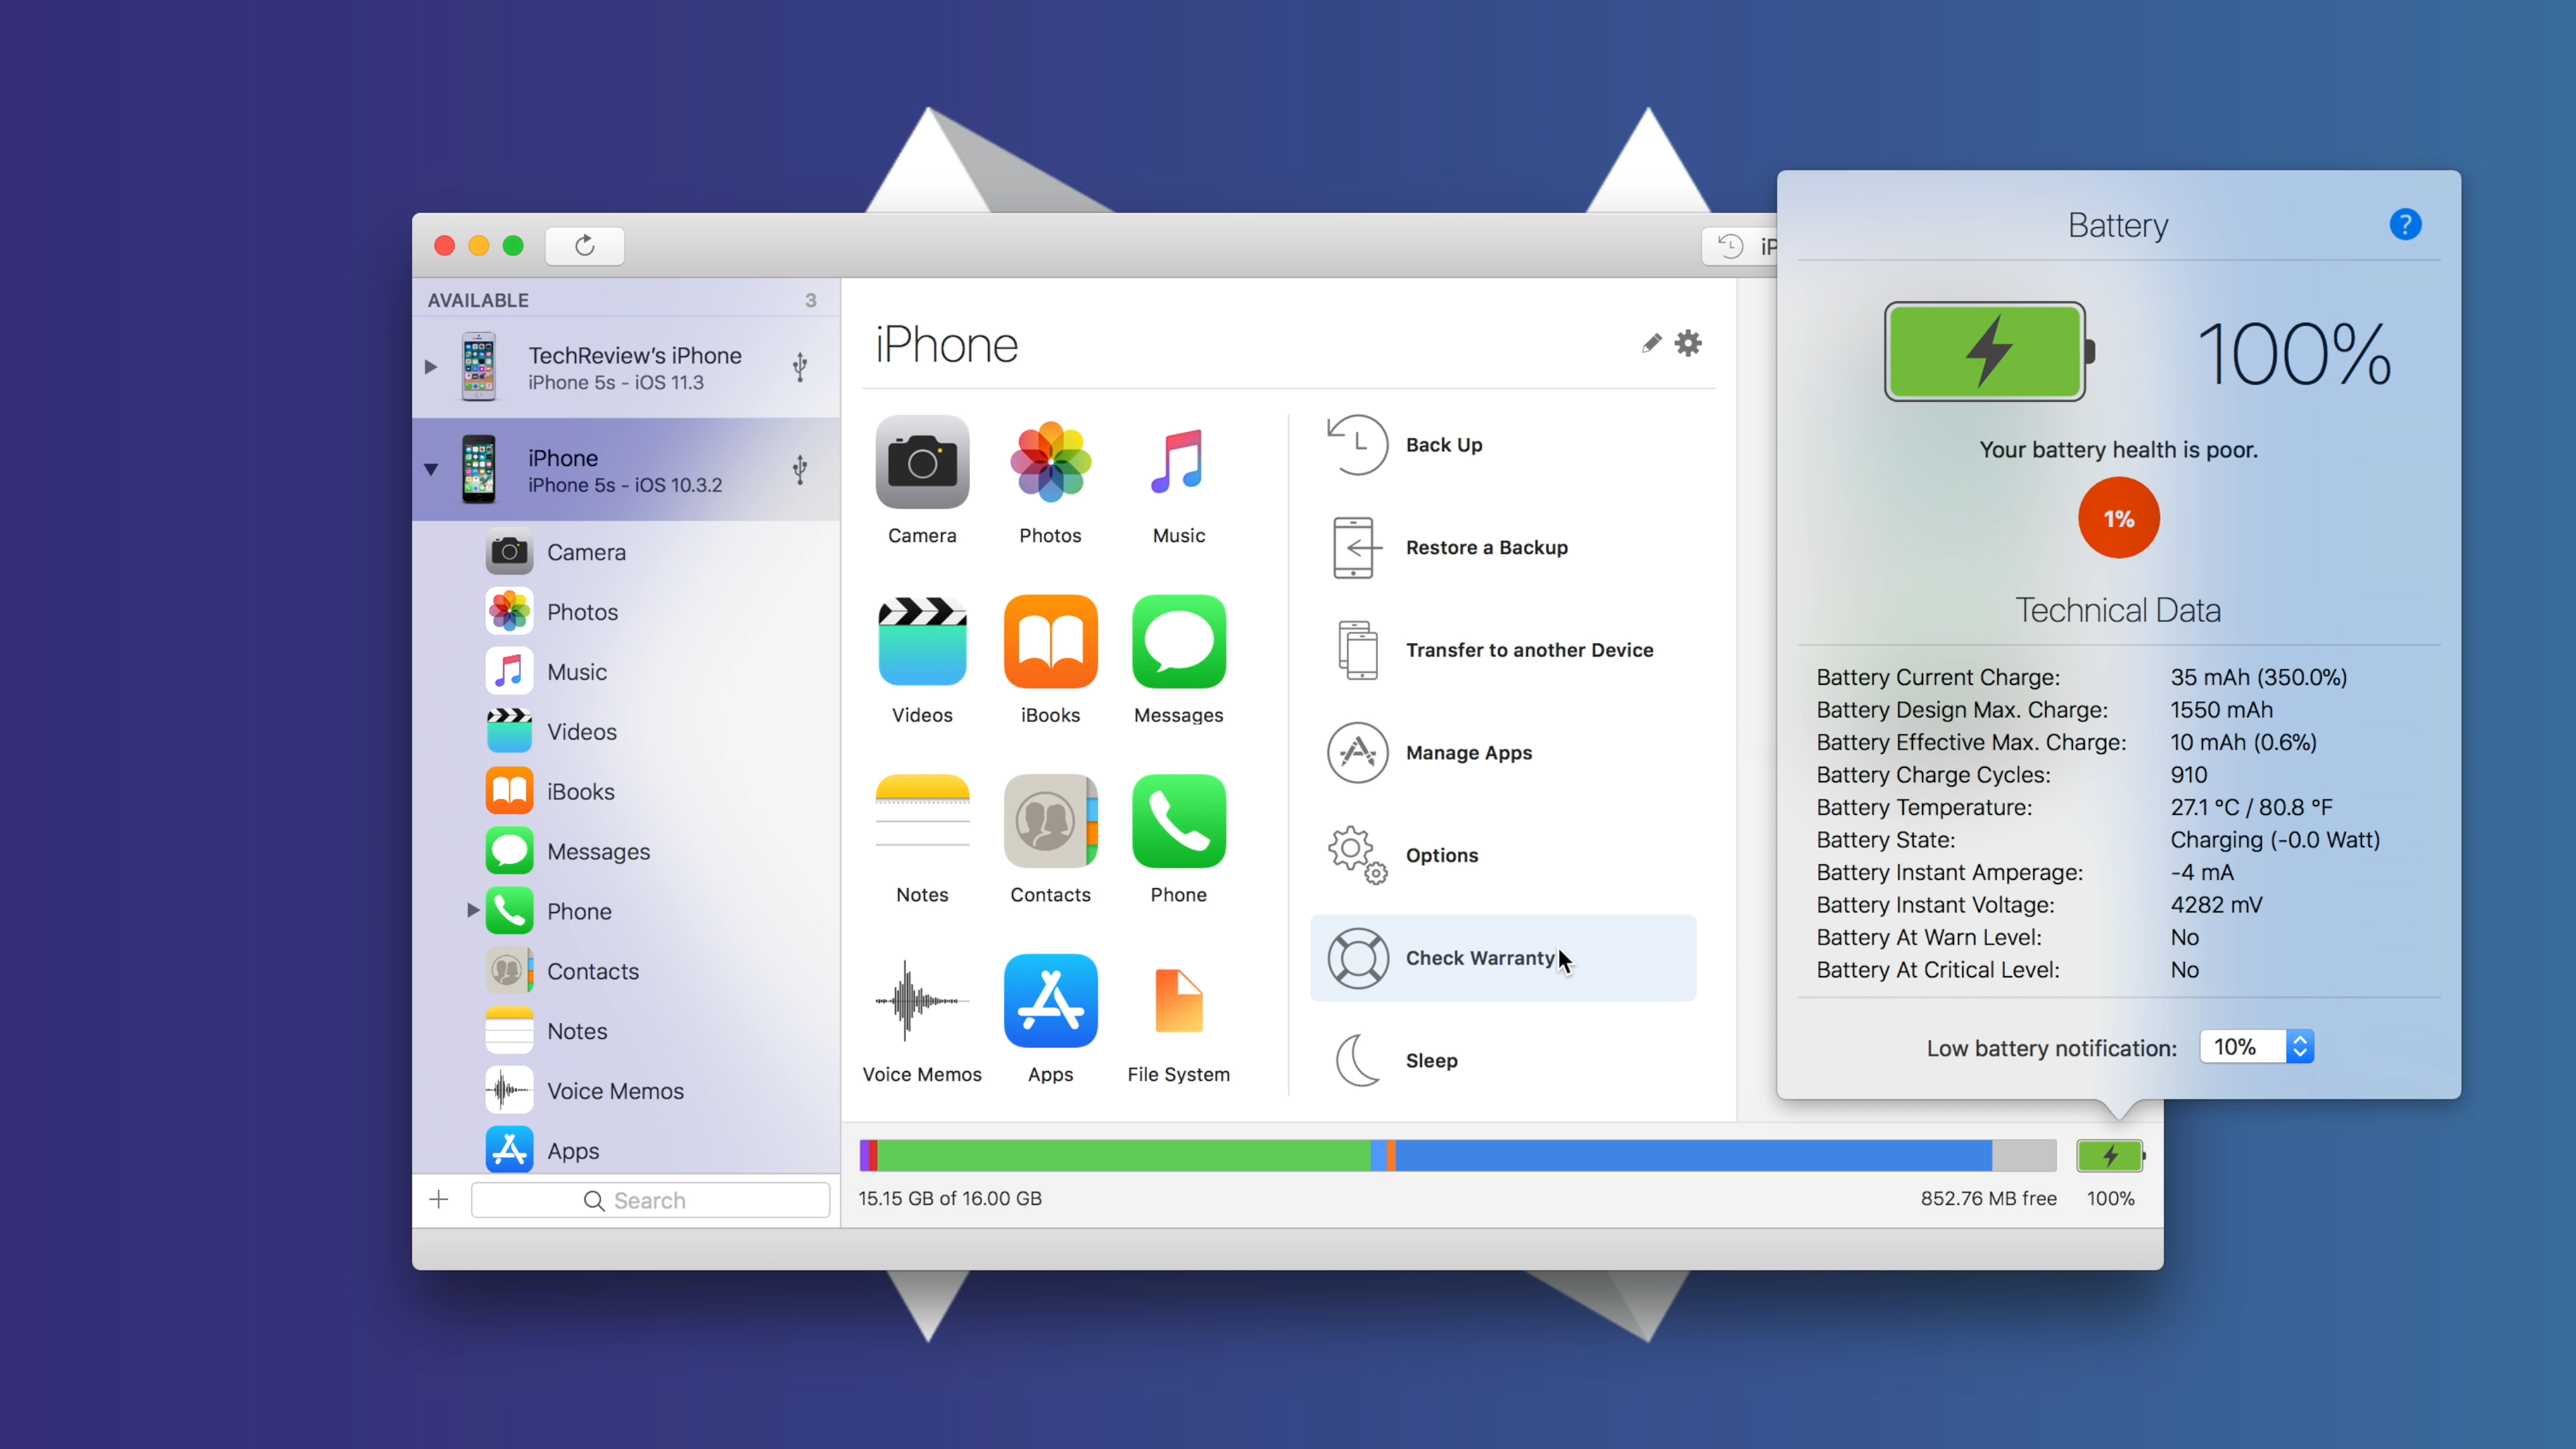 iP
AVAILABLE 3
TechReview's iPhone
iPhone 5s - iOS 11.3
iPhone
iPhone 5s - iOS 10.3.2
Camera
Photos
Music
Videos
iBooks
Messages
Phone
Contacts
Notes
Voice Memos
Apps
Search
iPhone
Camera Photos Music
Videos iBooks Messages
Notes Contacts Phone
Voice Memos Apps File System
Back Up
Restore a Backup
Transfer to another Device
Manage Apps
Options
Check Warranty
Sleep
15.15 GB of 16.00 GB 852.76 MB free 100%
Battery ?
100%
Your battery health is poor.
1%
Technical Data
Battery Current Charge: 35 mAh (350.0%)
Battery Design Max. Charge: 1550 mAh
Battery Effective Max. Charge: 10 mAh (0.6%)
Battery Charge Cycles: 910
Battery Temperature: 27.1 °C / 80.8 °F
Battery State: Charging (-0.0 Watt)
Battery Instant Amperage: -4 mA
Battery Instant Voltage: 4282 mV
Battery At Warn Level: No
Battery At Critical Level: No
Low battery notification: 10%